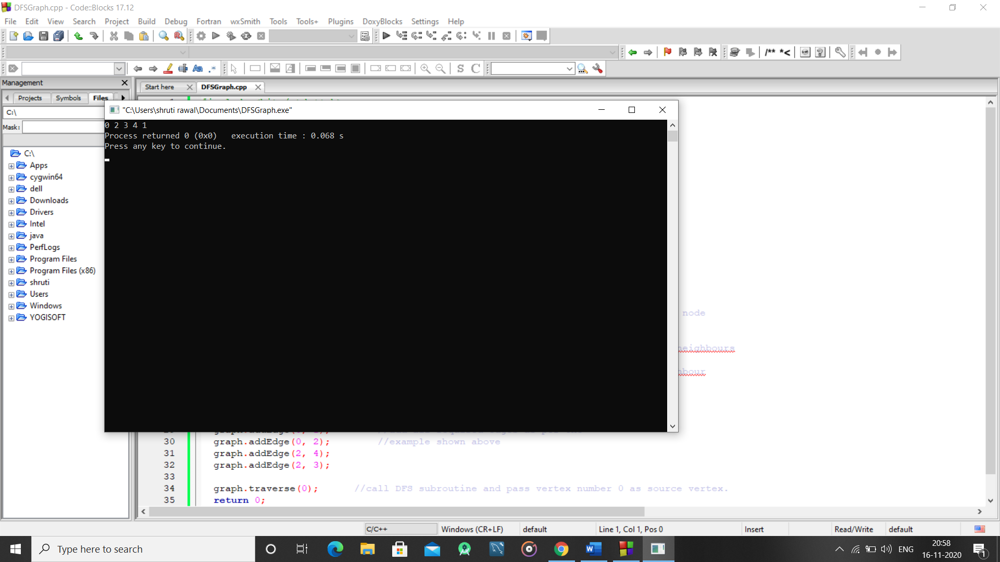 DFSGraph.cpp - Code::Blocks 17.12
File Edit View Search Project Build Debug Fortran wxSmith Tools Tools+ Plugins DoxyBlocks Settings Help
/** *<
Aa .*
S C
Management
Start here DFSGraph.cpp
Projects Symbols Files
C:\
Mask:
"C:\Users\shruti rawal\Documents\DFSGraph.exe"
0 2 3 4 1
Process returned 0 (0x0) execution time : 0.068 s
Press any key to continue.
C:\
Apps
cygwin64
dell
Downloads
Drivers
Intel
java
PerfLogs
Program Files
Program Files (x86)
shruti
Users
Windows
YOGISOFT
node
neighbours
30 graph.addEdge(0, 2); //example shown above
31 graph.addEdge(2, 4);
32 graph.addEdge(2, 3);
33
34 graph.traverse(0); //call DFS subroutine and pass vertex number 0 as source vertex.
35 return 0;
C/C++ Windows (CR+LF) default Line 1, Col 1, Pos 0 Insert Read/Write default
Type here to search
ENG
20:58
16-11-2020
1